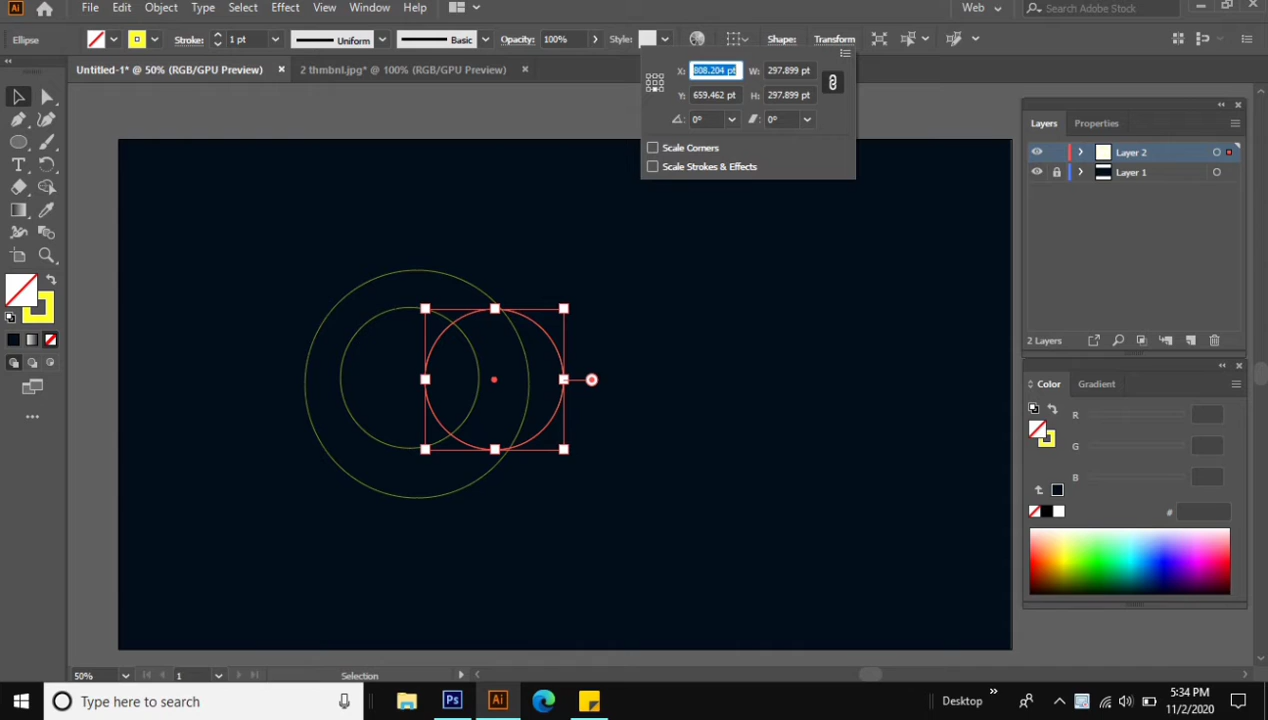 Ai File Edit Object Type Select Effect View Window Help Web Search Adobe Stock
Ellipse Stroke: 1 pt Uniform Basic Opacity: 100% Style: Shape: Transform
Untitled-1* @ 50% (RGB/GPU Preview) × 2 thmbnl.jpg* @ 100% (RGB/GPU Preview) ×
X: 808.204 pt W: 297.899 pt
Y: 659.462 pt H: 297.899 pt
0° 0°
Scale Corners
Scale Strokes & Effects
Layers Properties
Layer 2
Layer 1
2 Layers
Color Gradient
R
G
B
#
50% 1 Selection
Type here to search Ps Ai Desktop 5:34 PM
11/2/2020